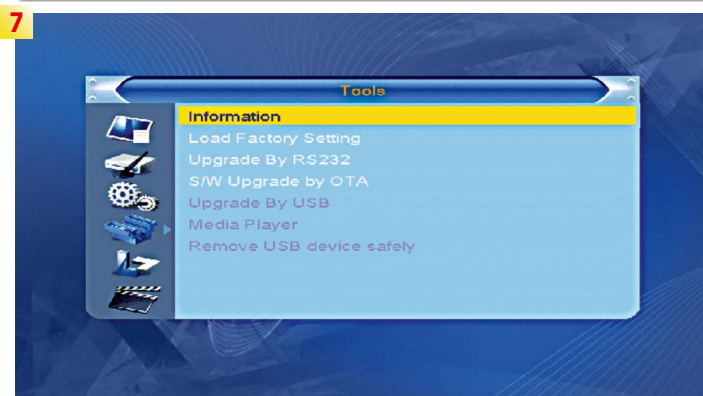 7
Tools
Information
Load Factory Setting
Upgrade By RS232
S/W Upgrade by OTA
Upgrade By USB
Media Player
Remove USB device safely